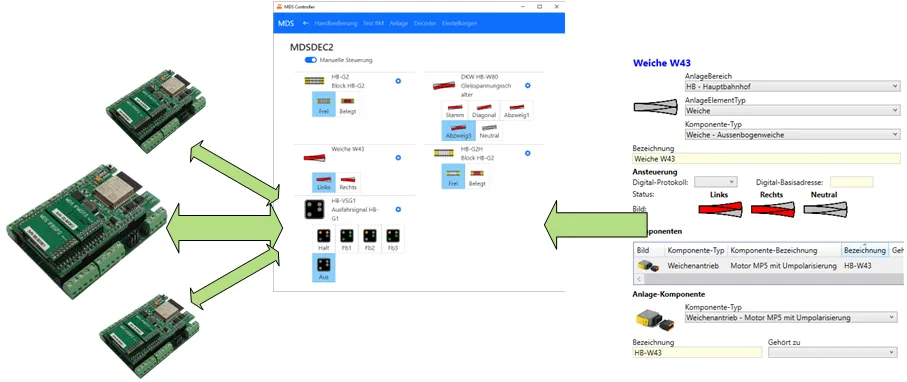 MDS Controller
MDS ← Handbedienung Test RMI Anlage Decoder Einstellungen
MDSDEC2
Manuelle Steuerung
HB-G2
Block HB-G2
Frei Belegt
DKW HB-W80
Gleisspannungssch
alter
Stamm Diagonal Abzweig1
Abzweig3 Neutral
Weiche W43
Links Rechts
HB-G2H
Block HB-G2
Frei Belegt
HB-VSG1
Ausfahrsignal HB-
G1
Halt Fb1 Fb2 Fb3
Aus
Weiche W43
AnlageBereich
HB - Hauptbahnhof
AnlageElementTyp
Weiche
Komponente-Typ
Weiche - Aussenbogenweiche
Bezeichnung
Weiche W43
Ansteuerung
Digital-Protokoll: Digital-Basisadresse:
Status: Links Rechts Neutral
Bild:
omponenten
Bild Komponente-Typ Komponente-Bezeichnung Bezeichnung Geh
Weichenantrieb Motor MP5 mit Umpolarisierung HB-W43
Anlage-Komponente
Komponente-Typ
Weichenantrieb - Motor MP5 mit Umpolarisierung
Bezeichnung Gehört zu
HB-W43